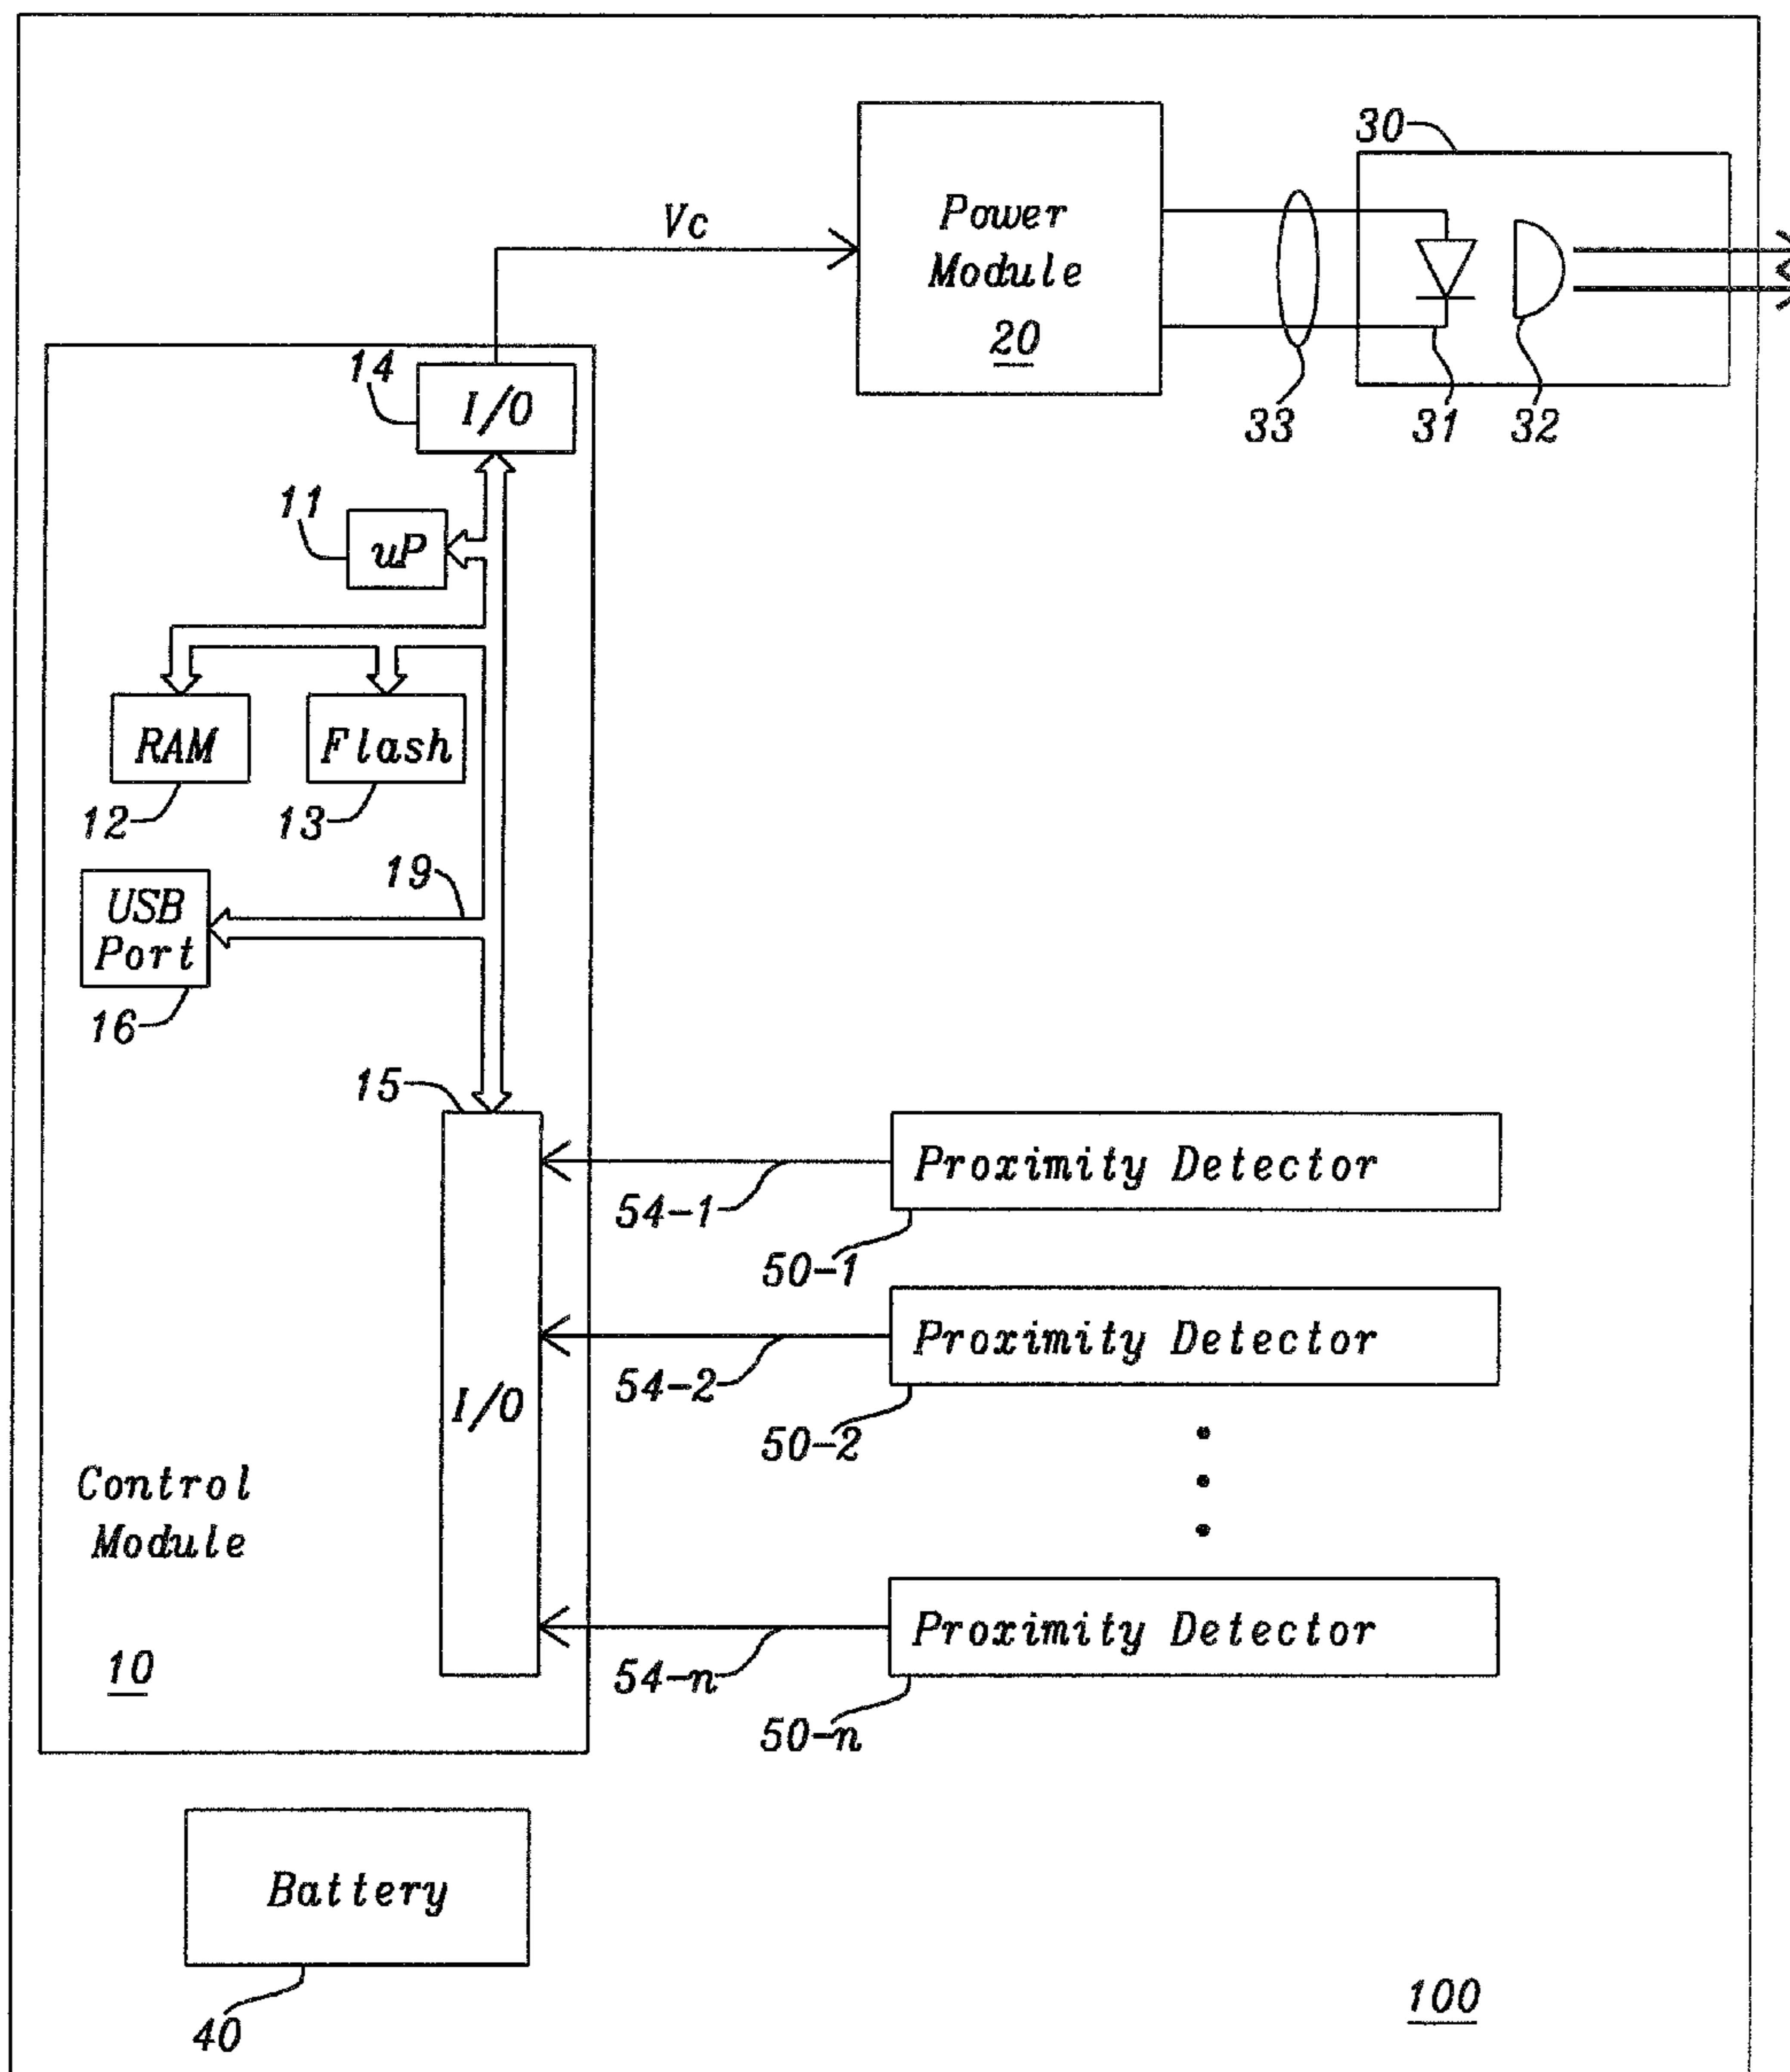 30
Vc
Power
Module
20
33
31
32
14
I/O
11
uP
RAM
Flash
12
13
19
USB
Port
16
15
Proximity Detector
54-1
50-1
Proximity Detector
54-2
50-2
I/O
Control
Module
Proximity Detector
10
54-n
50-n
Battery
40
100